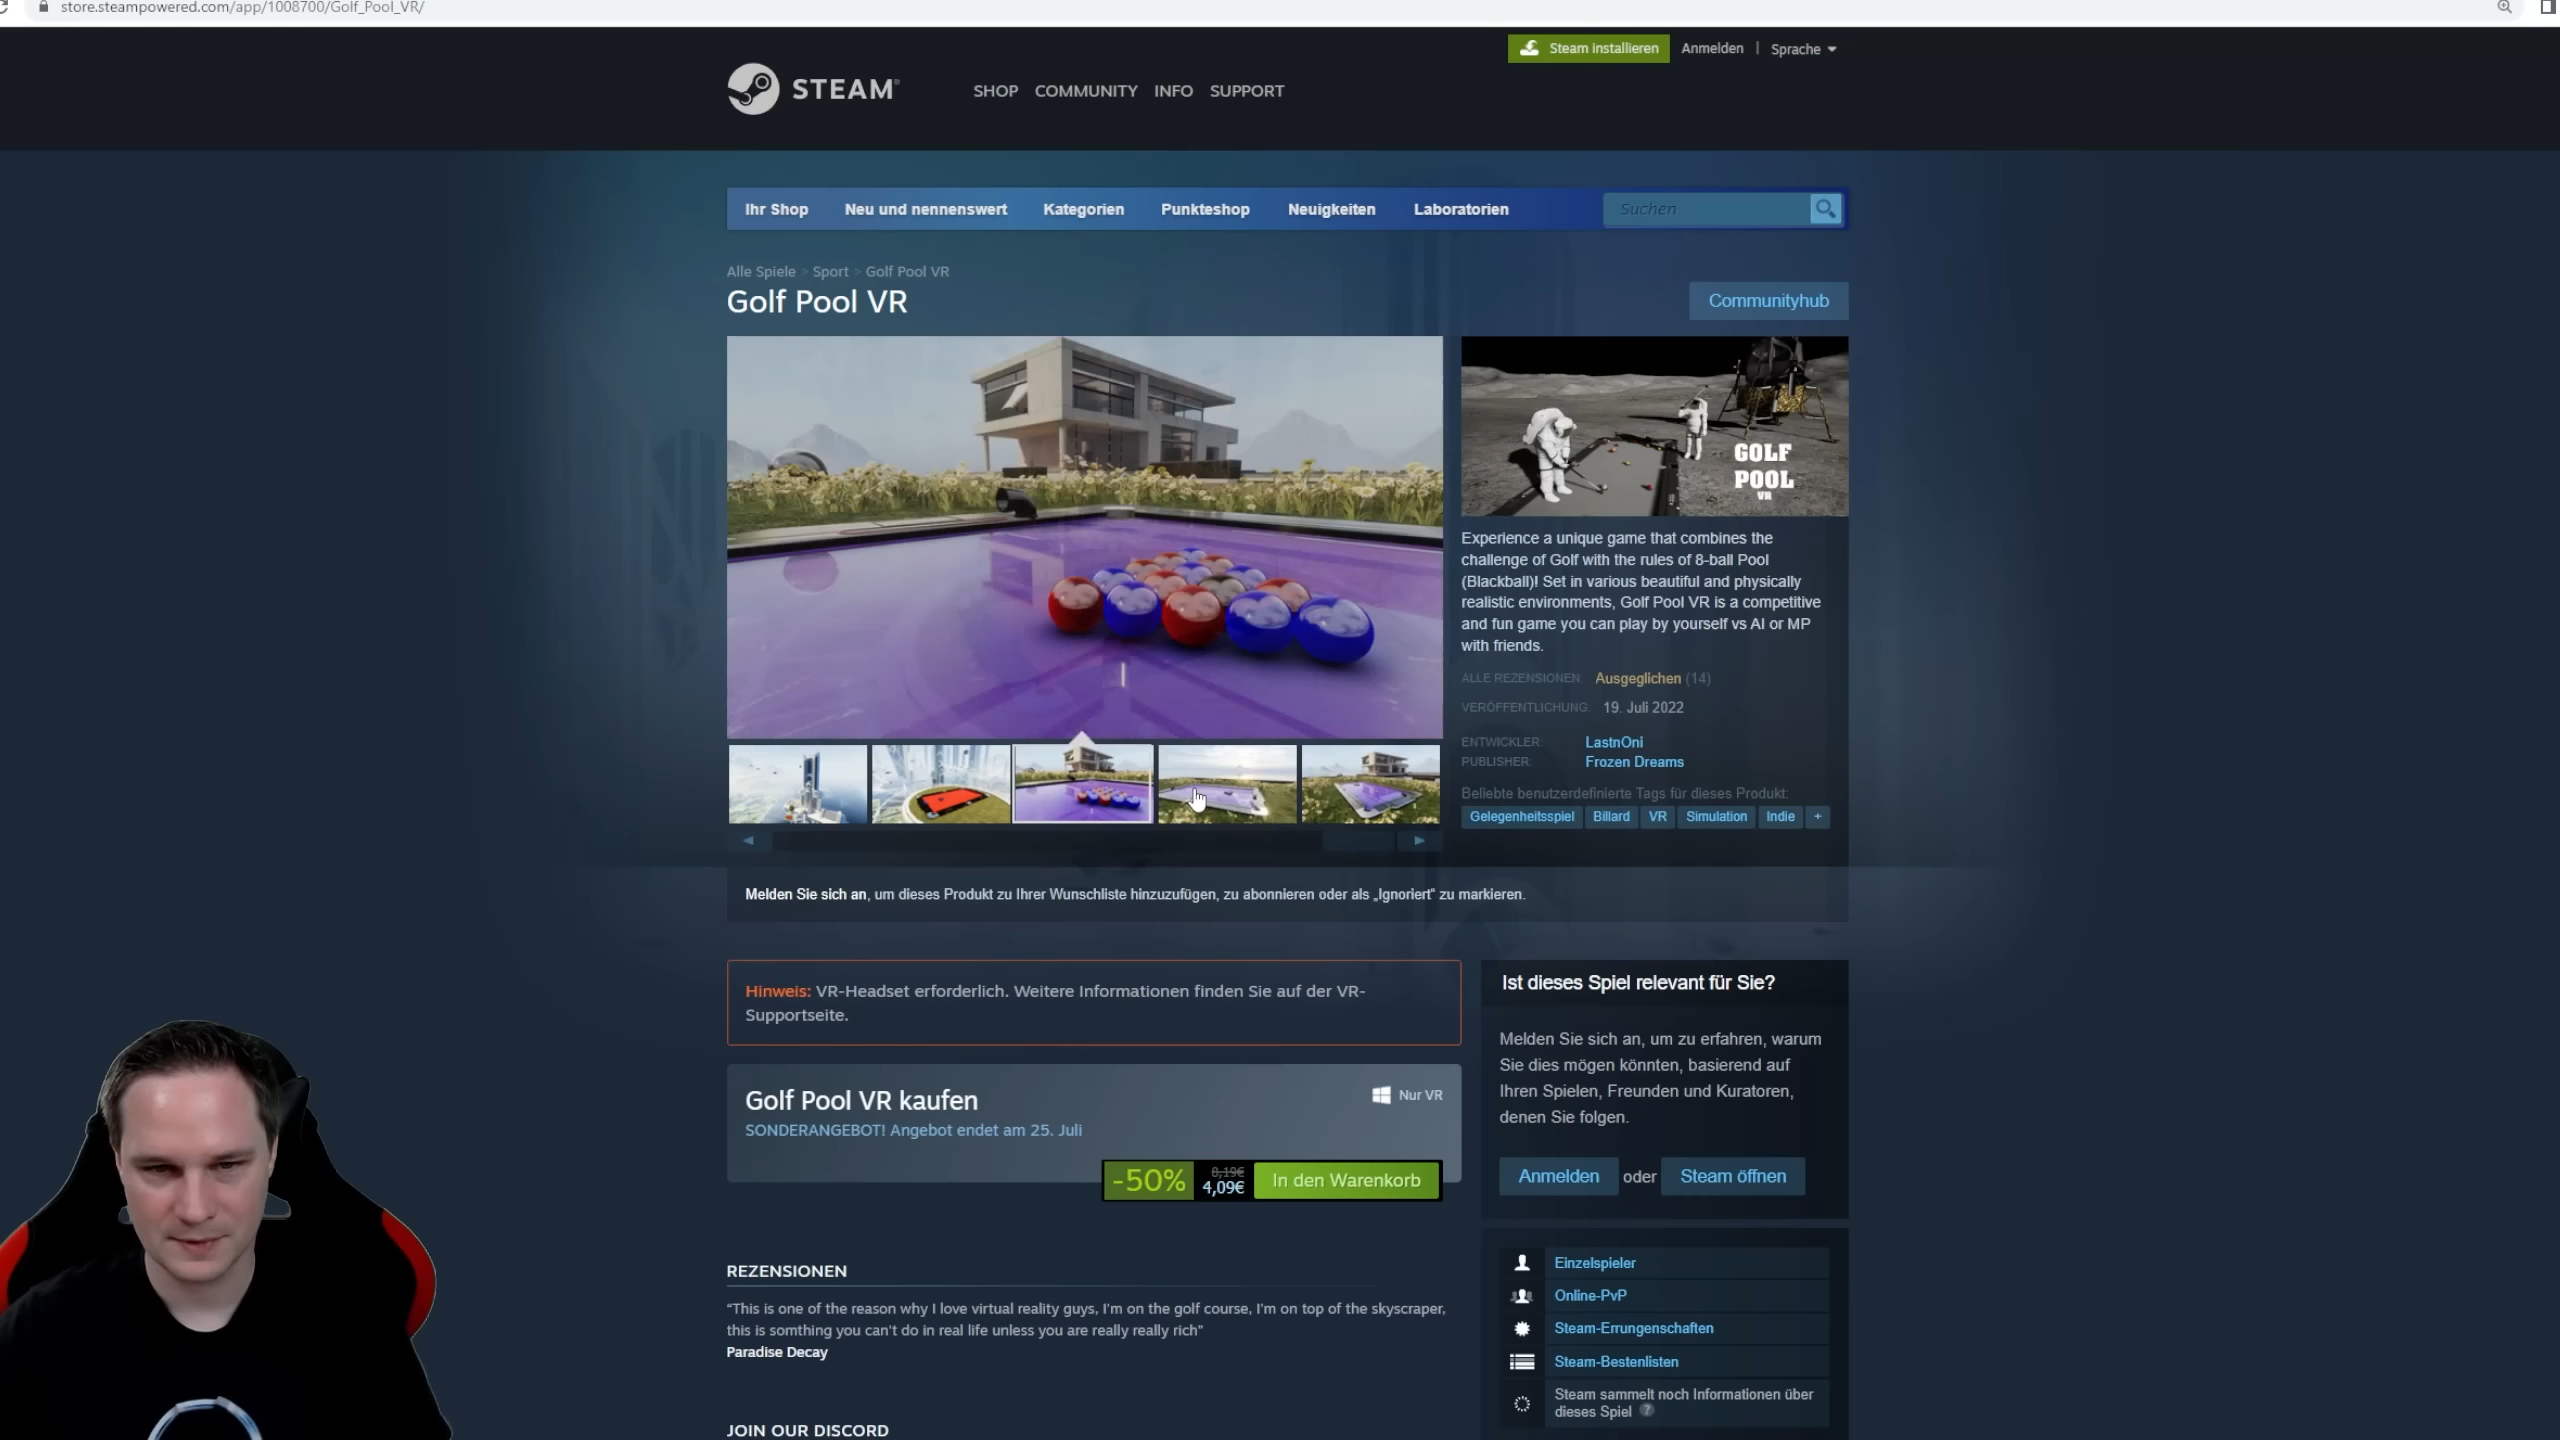 store.steampowered.com/app/1008700/Golf_Pool_VR/
Steam installieren
Anmelden
Sprache
STEAM
SHOP
COMMUNITY
INFO
SUPPORT
Ihr Shop
Neu und nennenswert
Kategorien
Punkteshop
Neuigkeiten
Laboratorien
Suchen
Alle Spiele > Sport > Golf Pool VR
Golf Pool VR
Communityhub
GOLF
POOL
VR
Experience a unique game that combines the
challenge of Golf with the rules of 8-ball Pool
(Blackball)! Set in various beautiful and physically
realistic environments, Golf Pool VR is a competitive
and fun game you can play by yourself vs AI or MP
with friends.
ALLE REZENSIONEN: Ausgeglichen (14)
VERÖFFENTLICHUNG: 19. Juli 2022
ENTWICKLER: LastnOni
PUBLISHER: Frozen Dreams
Beliebte benutzerdefinierte Tags für dieses Produkt:
Gelegenheitsspiel Billard VR Simulation Indie +
Melden Sie sich an, um dieses Produkt zu Ihrer Wunschliste hinzuzufügen, zu abonnieren oder als „Ignoriert“ zu markieren.
Hinweis: VR-Headset erforderlich. Weitere Informationen finden Sie auf der VR-
Supportseite.
Golf Pool VR kaufen
Nur VR
SONDERANGEBOT! Angebot endet am 25. Juli
-50%
8,19€
4,09€
In den Warenkorb
REZENSIONEN
“This is one of the reason why I love virtual reality guys, I'm on the golf course, I'm on top of the skyscraper,
this is somthing you can't do in real life unless you are really really rich”
Paradise Decay
JOIN OUR DISCORD
Ist dieses Spiel relevant für Sie?
Melden Sie sich an, um zu erfahren, warum
Sie dies mögen könnten, basierend auf
Ihren Spielen, Freunden und Kuratoren,
denen Sie folgen.
Anmelden oder Steam öffnen
Einzelspieler
Online-PvP
Steam-Errungenschaften
Steam-Bestenlisten
Steam sammelt noch Informationen über
dieses Spiel ?